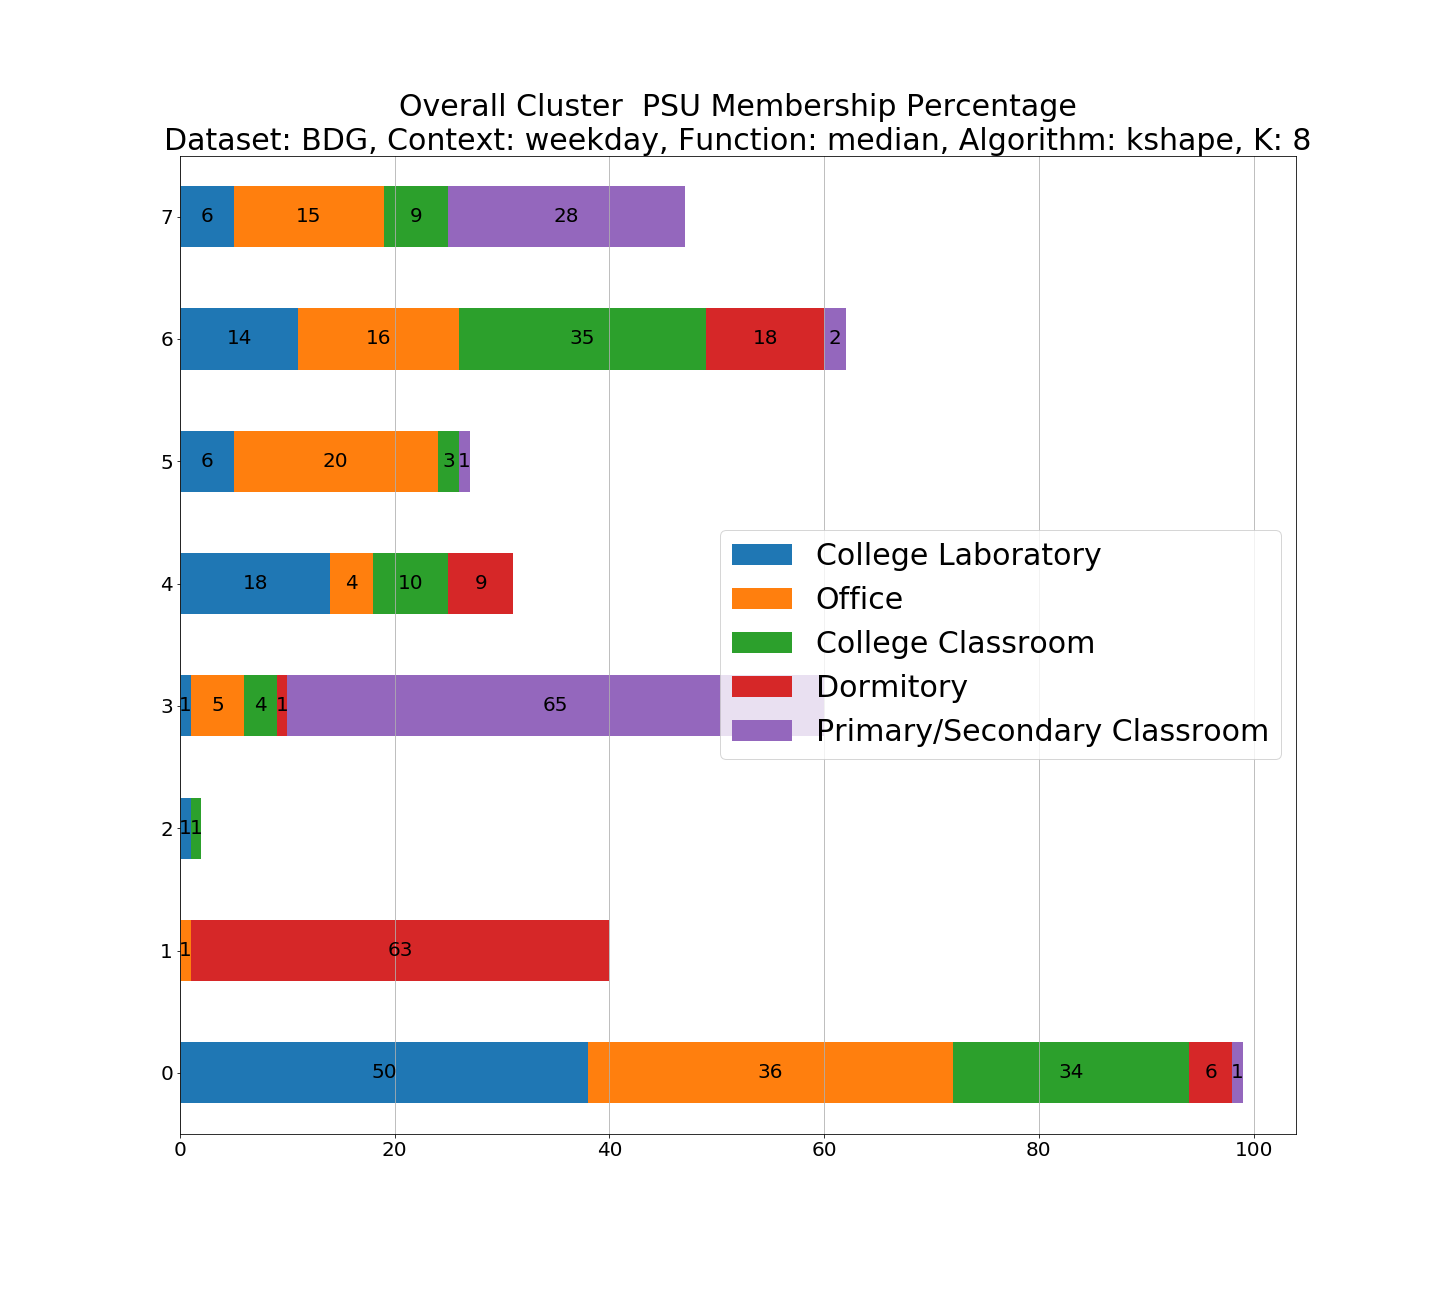 Overall Cluster  PSU Membership Percentage
Dataset: BDG, Context: weekday, Function: median, Algorithm: kshape, K: 8
7 6 15 9 28
6 14 16 35 18 2
5 6 20 3 1
4 18 4 10 9
3 1 5 4 1 65
2 1 1
1 1 63
0 50 36 34 6 1
0 20 40 60 80 100
College Laboratory
Office
College Classroom
Dormitory
Primary/Secondary Classroom